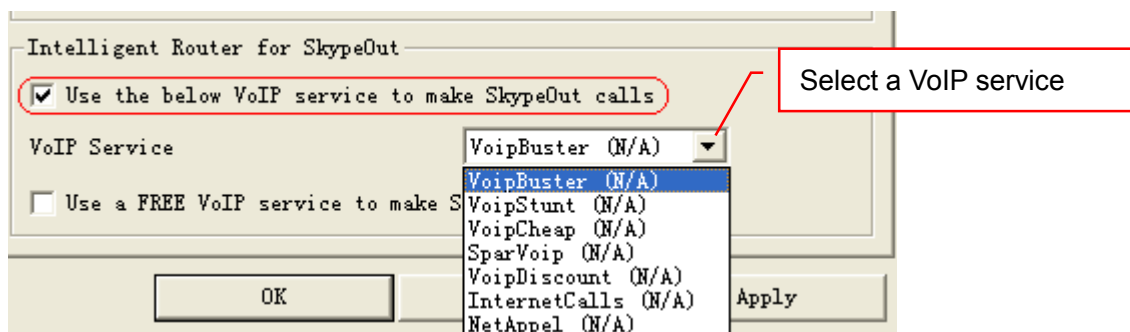 Intelligent Router for SkypeOut
Use the below VoIP service to make SkypeOut calls
Select a VoIP service
VoIP Service
VoipBuster (N/A)
VoipBuster (N/A)
Use a FREE VoIP service to make S
VoipStunt (N/A)
VoipCheap (N/A)
SparVoip (N/A)
VoipDiscount (N/A)
InternetCalls (N/A)
NetAppel (N/A)
OK
Apply